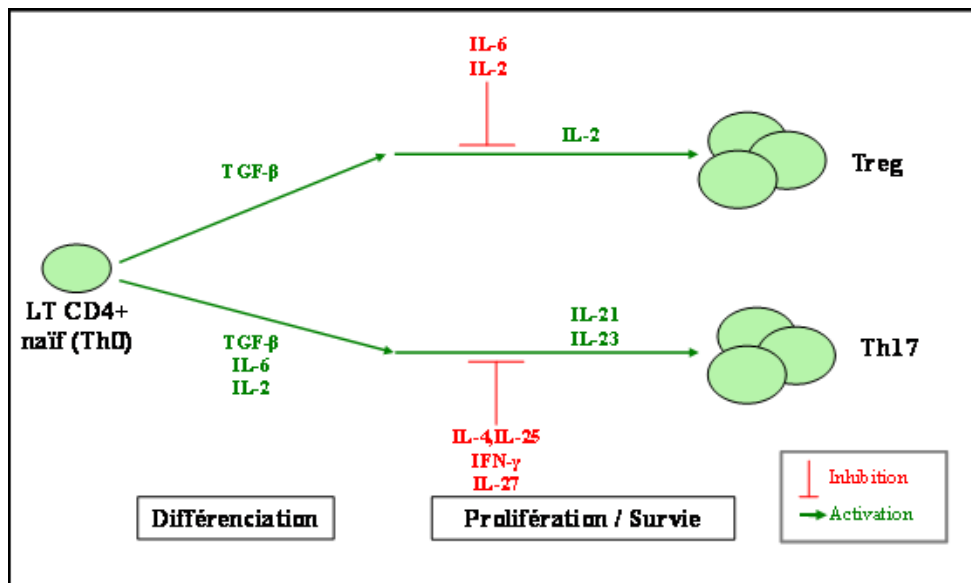 IL-6
IL-2
IL-2
TGF-β
Treg
LT CD4+
naïf (Th0)
IL-21
IL-23
TGF-β
IL-6
IL-2
Th17
IL-4,IL-25
IFN-γ
IL-27
Inhibition
Activation
Différenciation
Prolifération / Survie